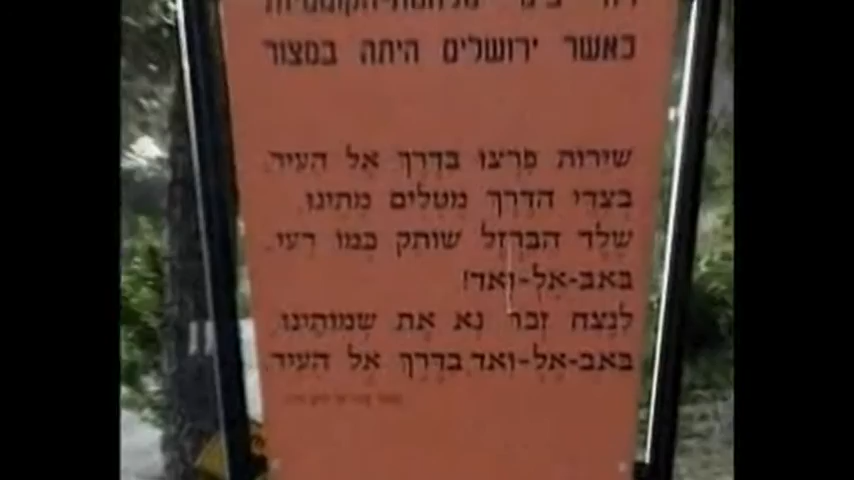 כאשר ירושלים היתה במצור
שירות פרצו בדרך אל העיר.
בצדי הדרך מטלים מתינו.
שלד הברזל שותק כמו רעי.
באב-אל-ואד!
לנצח זכר נא את שמותינו.
באב-אל-ואד בדרך אל העיר.